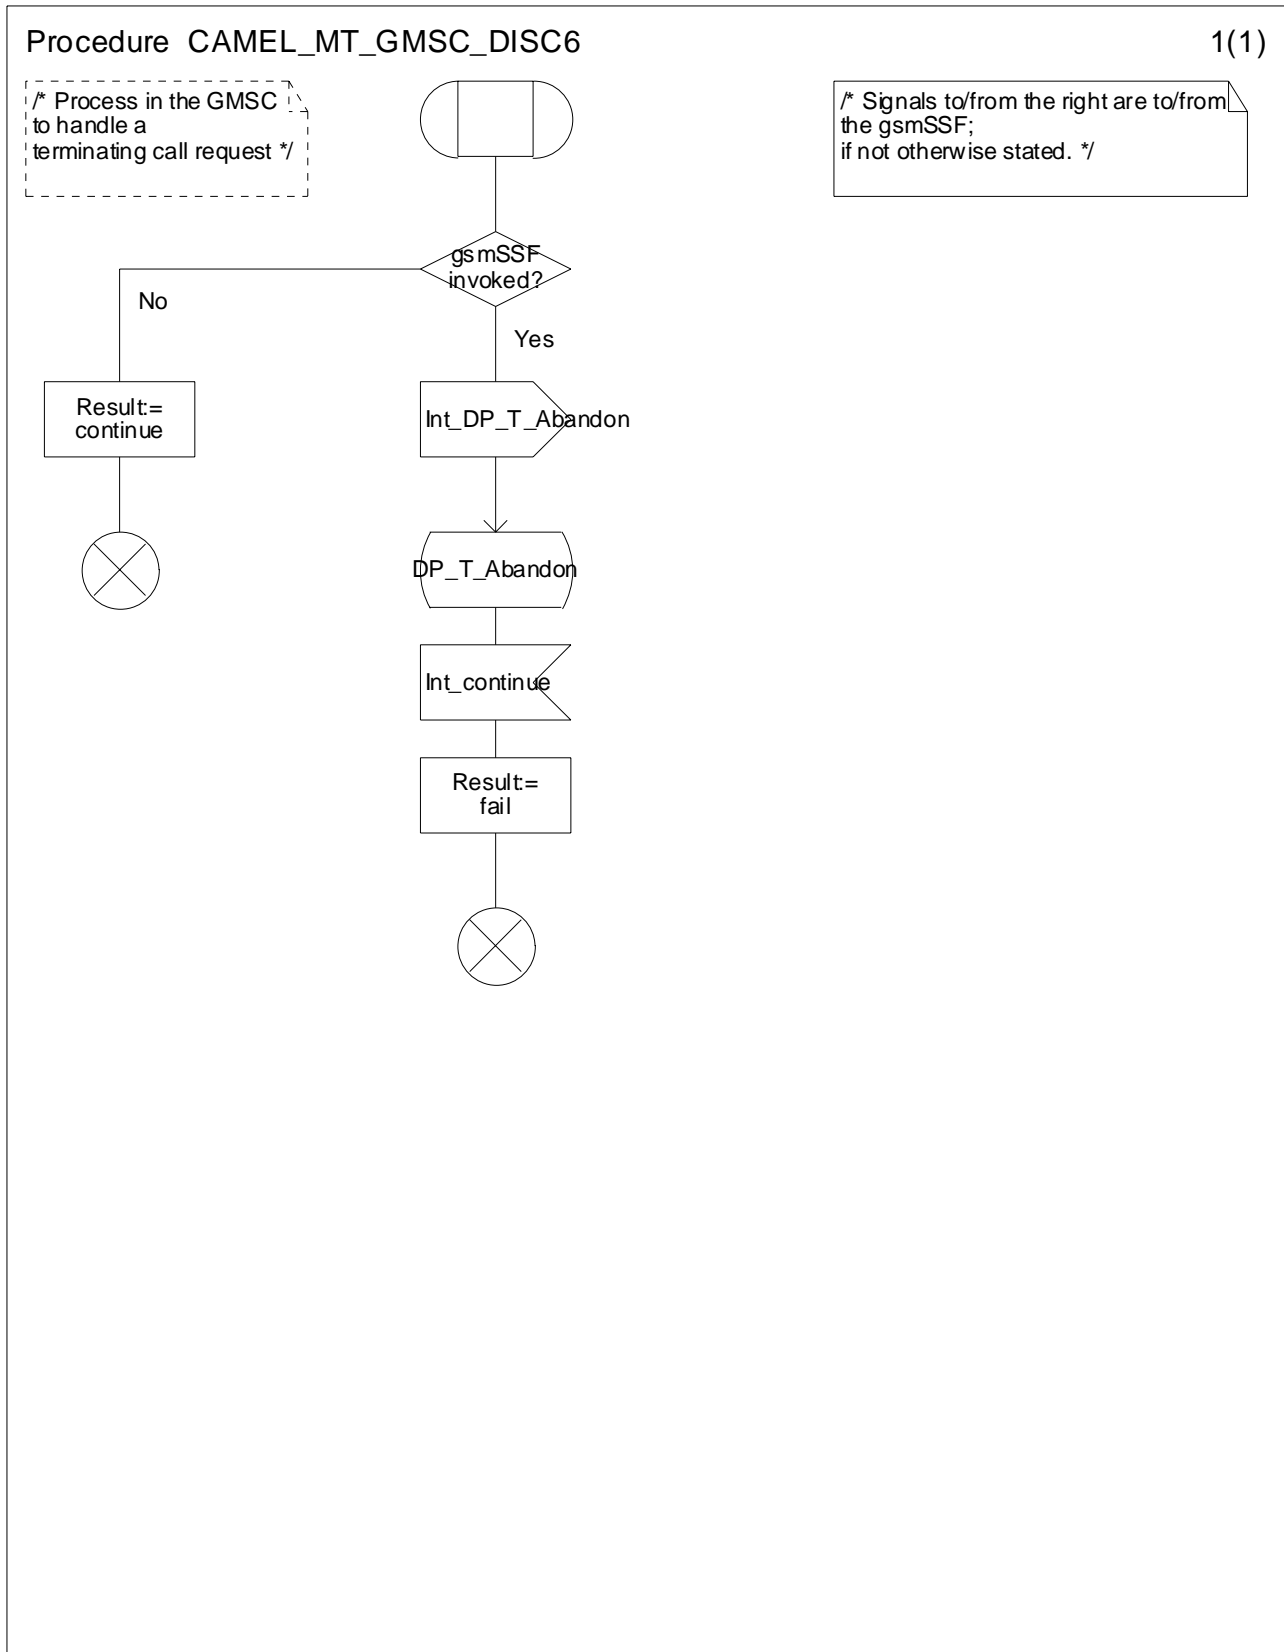 Procedure CAMEL_MT_GMSC_DISC6
1(1)
/* Process in the GMSC
to handle a
terminating call request */
/* Signals to/from the right are to/from
the gsmSSF;
if not otherwise stated. */
gsmSSF
invoked?
No
Yes
Result:=
continue
Int_DP_T_Abandon
DP_T_Abandon
Int_continue
Result:=
fail